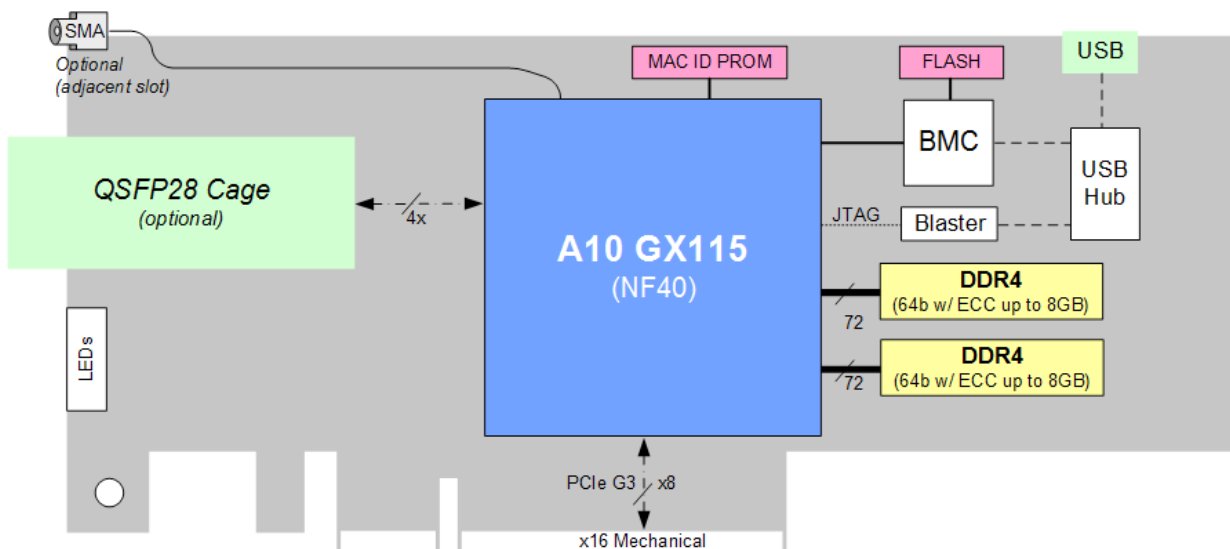 SMA
Optional
(adjacent slot)
MAC ID PROM
FLASH
USB
BMC
USB
Hub
QSFP28 Cage
(optional)
4x
JTAG
Blaster
A10 GX115
(NF40)
DDR4
(64b w/ ECC up to 8GB)
72
DDR4
(64b w/ ECC up to 8GB)
72
LEDs
PCIe G3
x8
x16 Mechanical